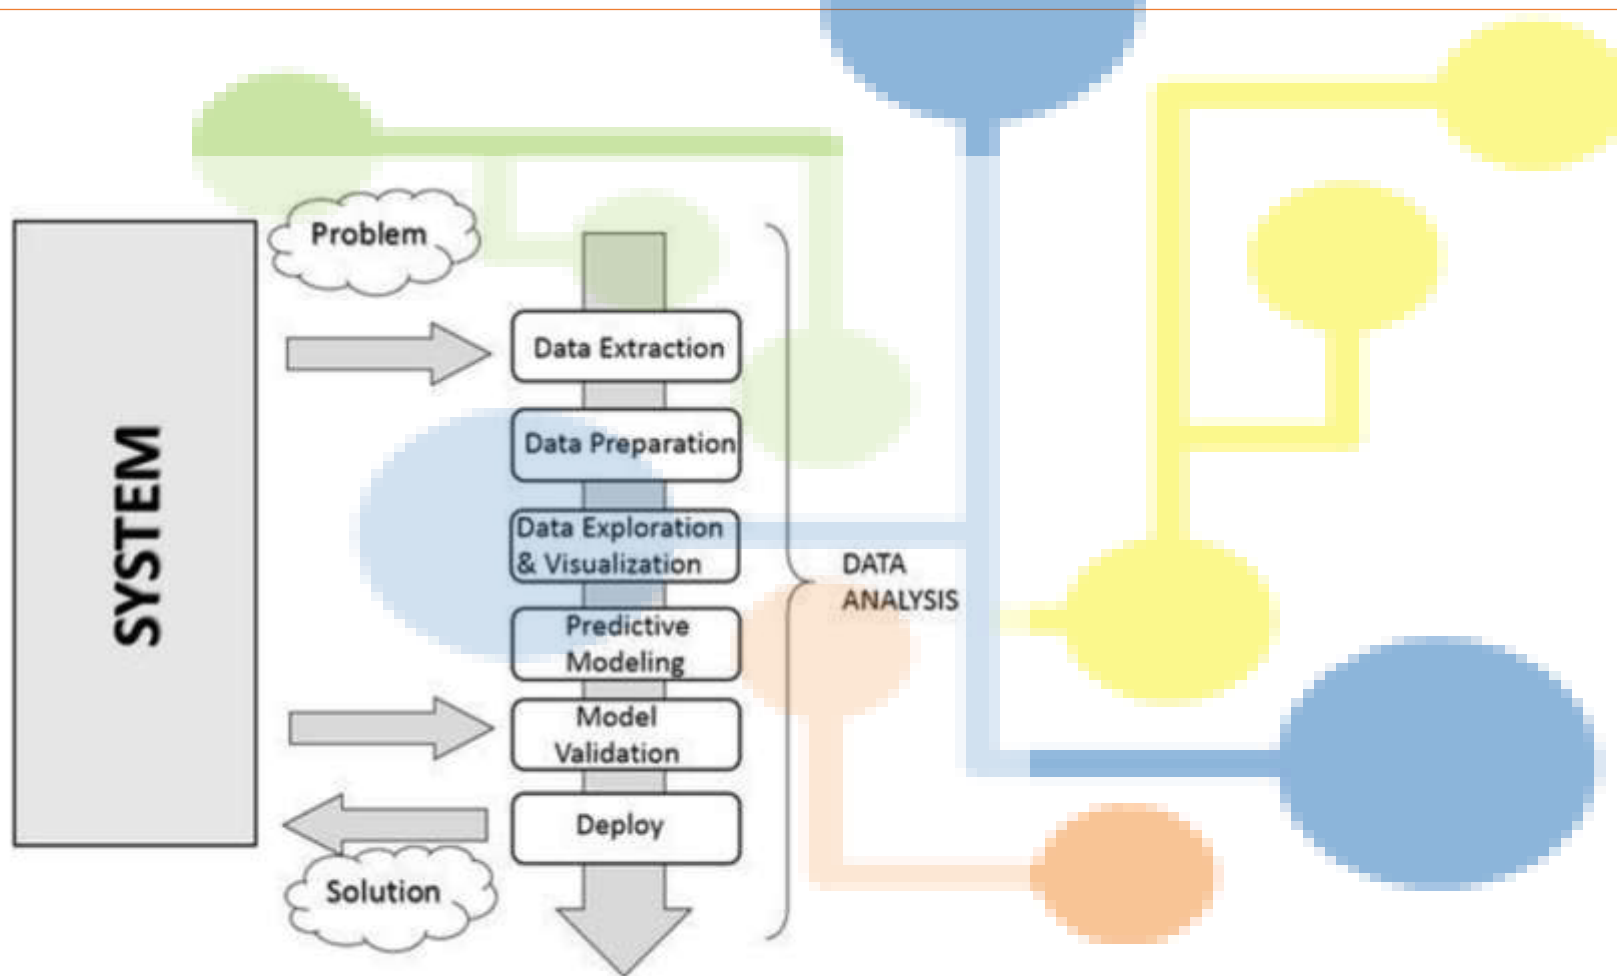 Problem
SYSTEM
Data Extraction
Data Preparation
Data Exploration
& Visualization
Predictive
Modeling
Model
Validation
Deploy
Solution
DATA
ANALYSIS